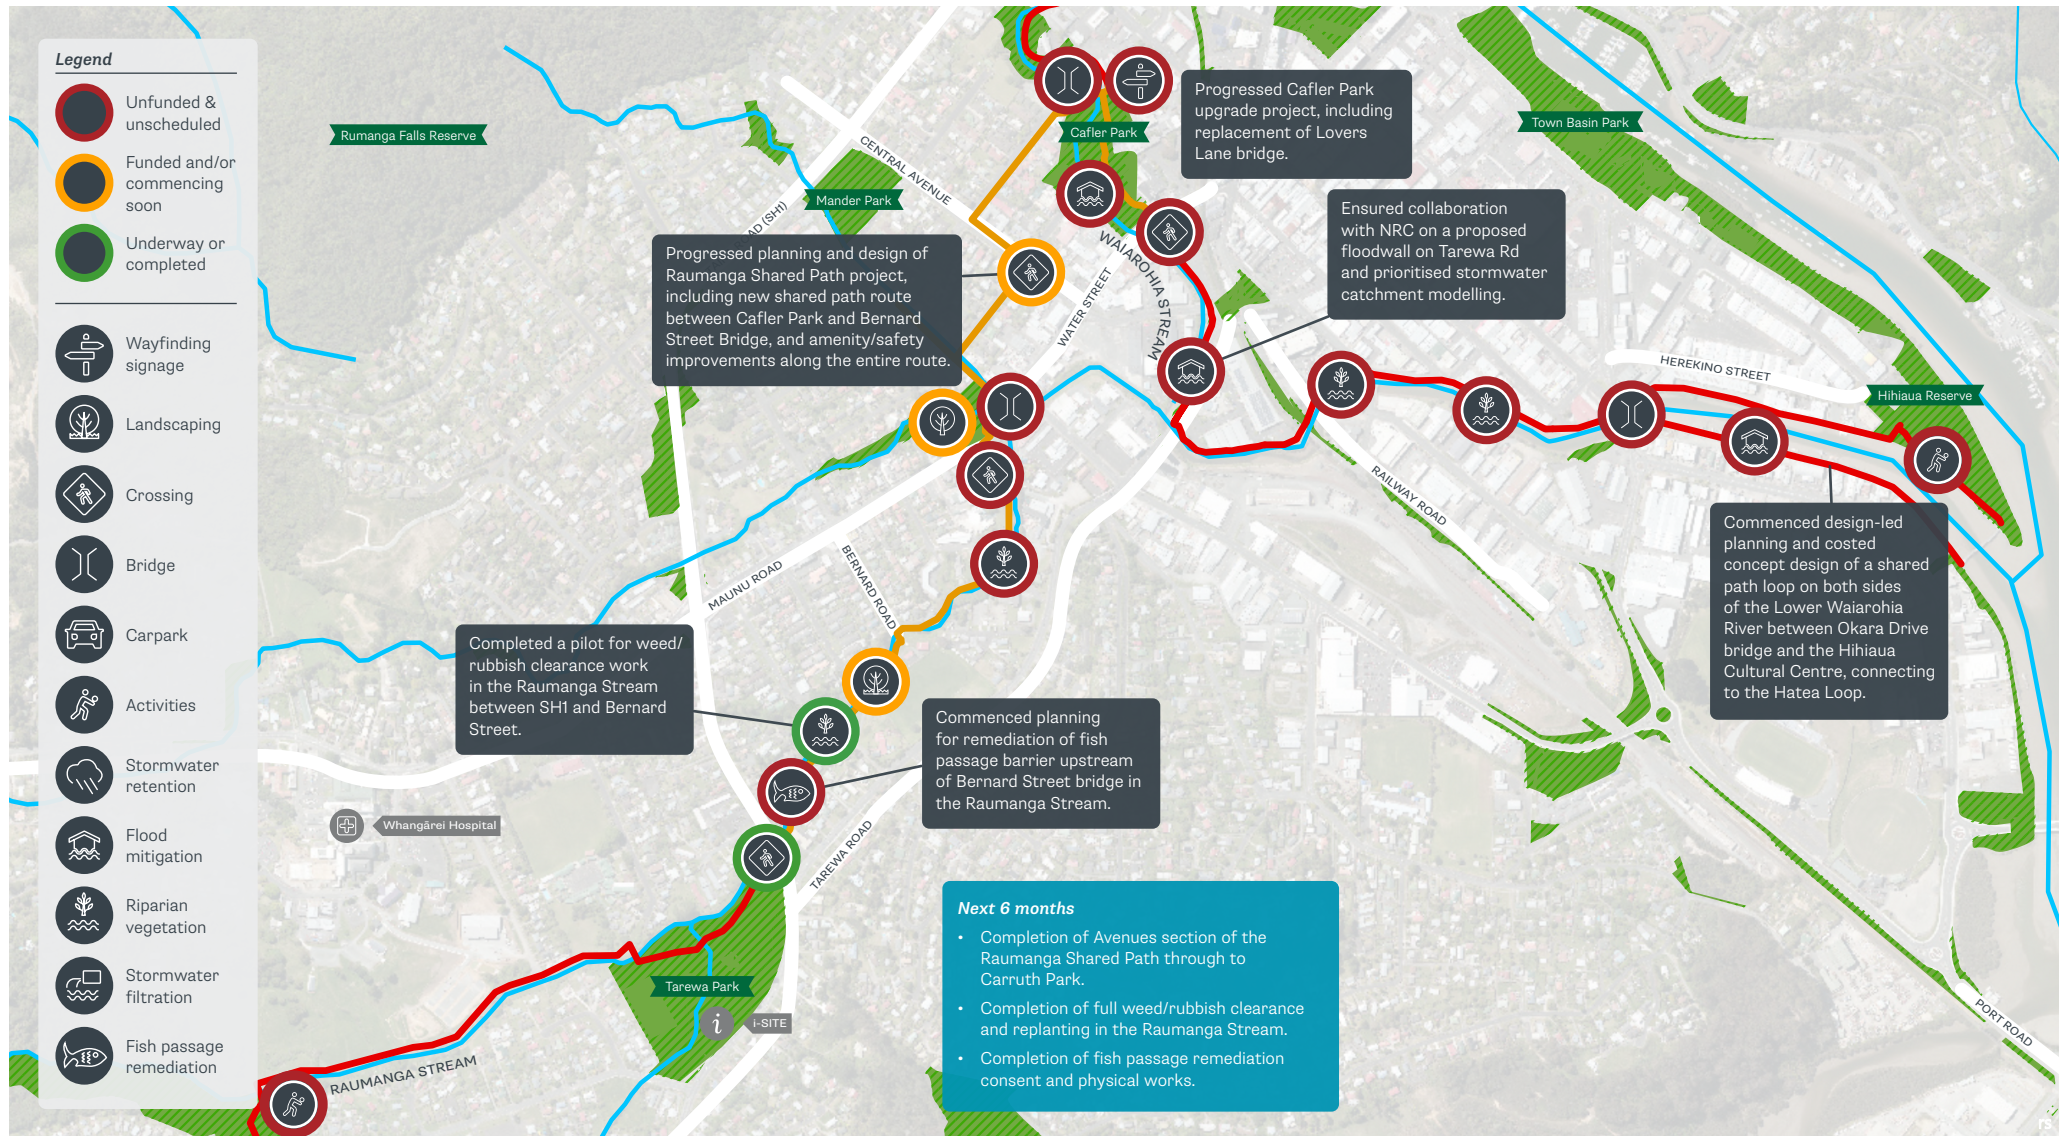 Legend
Unfunded &
unscheduled
Funded and/or
commencing
soon
Underway or
completed
Wayfinding
signage
Landscaping
Crossing
Bridge
Carpark
Activities
Stormwater
retention
Flood
mitigation
Riparian
vegetation
Stormwater
filtration
Fish passage
remediation
Rumanga Falls Reserve
Mander Park
Cafler Park
Town Basin Park
Hihiaua Reserve
Tarewa Park
CENTRAL AVENUE
(SH1)
WATER STREET
WAIAROHIA STREAM
HEREKINO STREET
RAILWAY ROAD
MAUNU ROAD
BERNARD ROAD
TAREWA ROAD
PORT ROAD
RAUMANGA STREAM
Whangārei Hospital
i
i-SITE
Progressed Cafler Park
upgrade project, including
replacement of Lovers
Lane bridge.
Ensured collaboration
with NRC on a proposed
floodwall on Tarewa Rd
and prioritised stormwater
catchment modelling.
Progressed planning and design of
Raumanga Shared Path project,
including new shared path route
between Cafler Park and Bernard
Street Bridge, and amenity/safety
improvements along the entire route.
Commenced design-led
planning and costed
concept design of a shared
path loop on both sides
of the Lower Waiarohia
River between Okara Drive
bridge and the Hihiaua
Cultural Centre, connecting
to the Hatea Loop.
Completed a pilot for weed/
rubbish clearance work
in the Raumanga Stream
between SH1 and Bernard
Street.
Commenced planning
for remediation of fish
passage barrier upstream
of Bernard Street bridge in
the Raumanga Stream.
Next 6 months
• Completion of Avenues section of the
Raumanga Shared Path through to
Carruth Park.
• Completion of full weed/rubbish clearance
and replanting in the Raumanga Stream.
• Completion of fish passage remediation
consent and physical works.